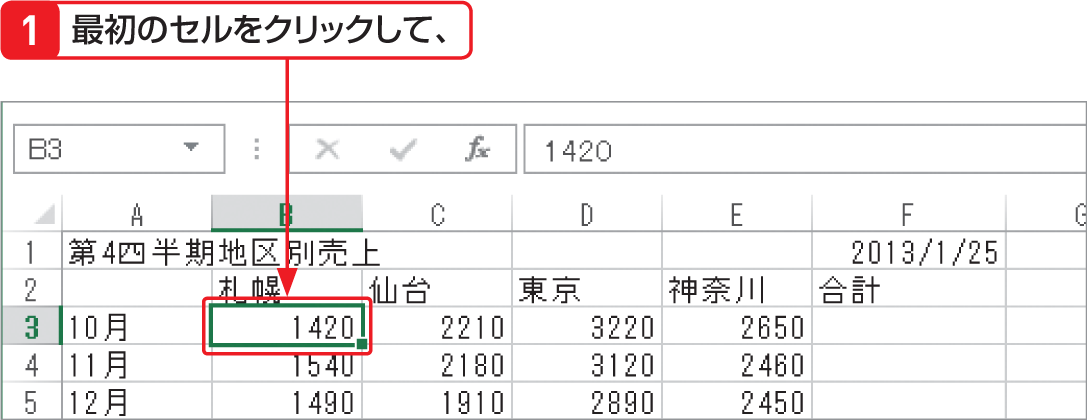 1 最初のセルをクリックして、
B3 fx 1420
A B C D E F G
1 第4四半期地区別売上 2013/1/25
2 札幌 仙台 東京 神奈川 合計
3 10月 1420 2210 3220 2650
4 11月 1540 2180 3120 2460
5 12月 1490 1910 2890 2450